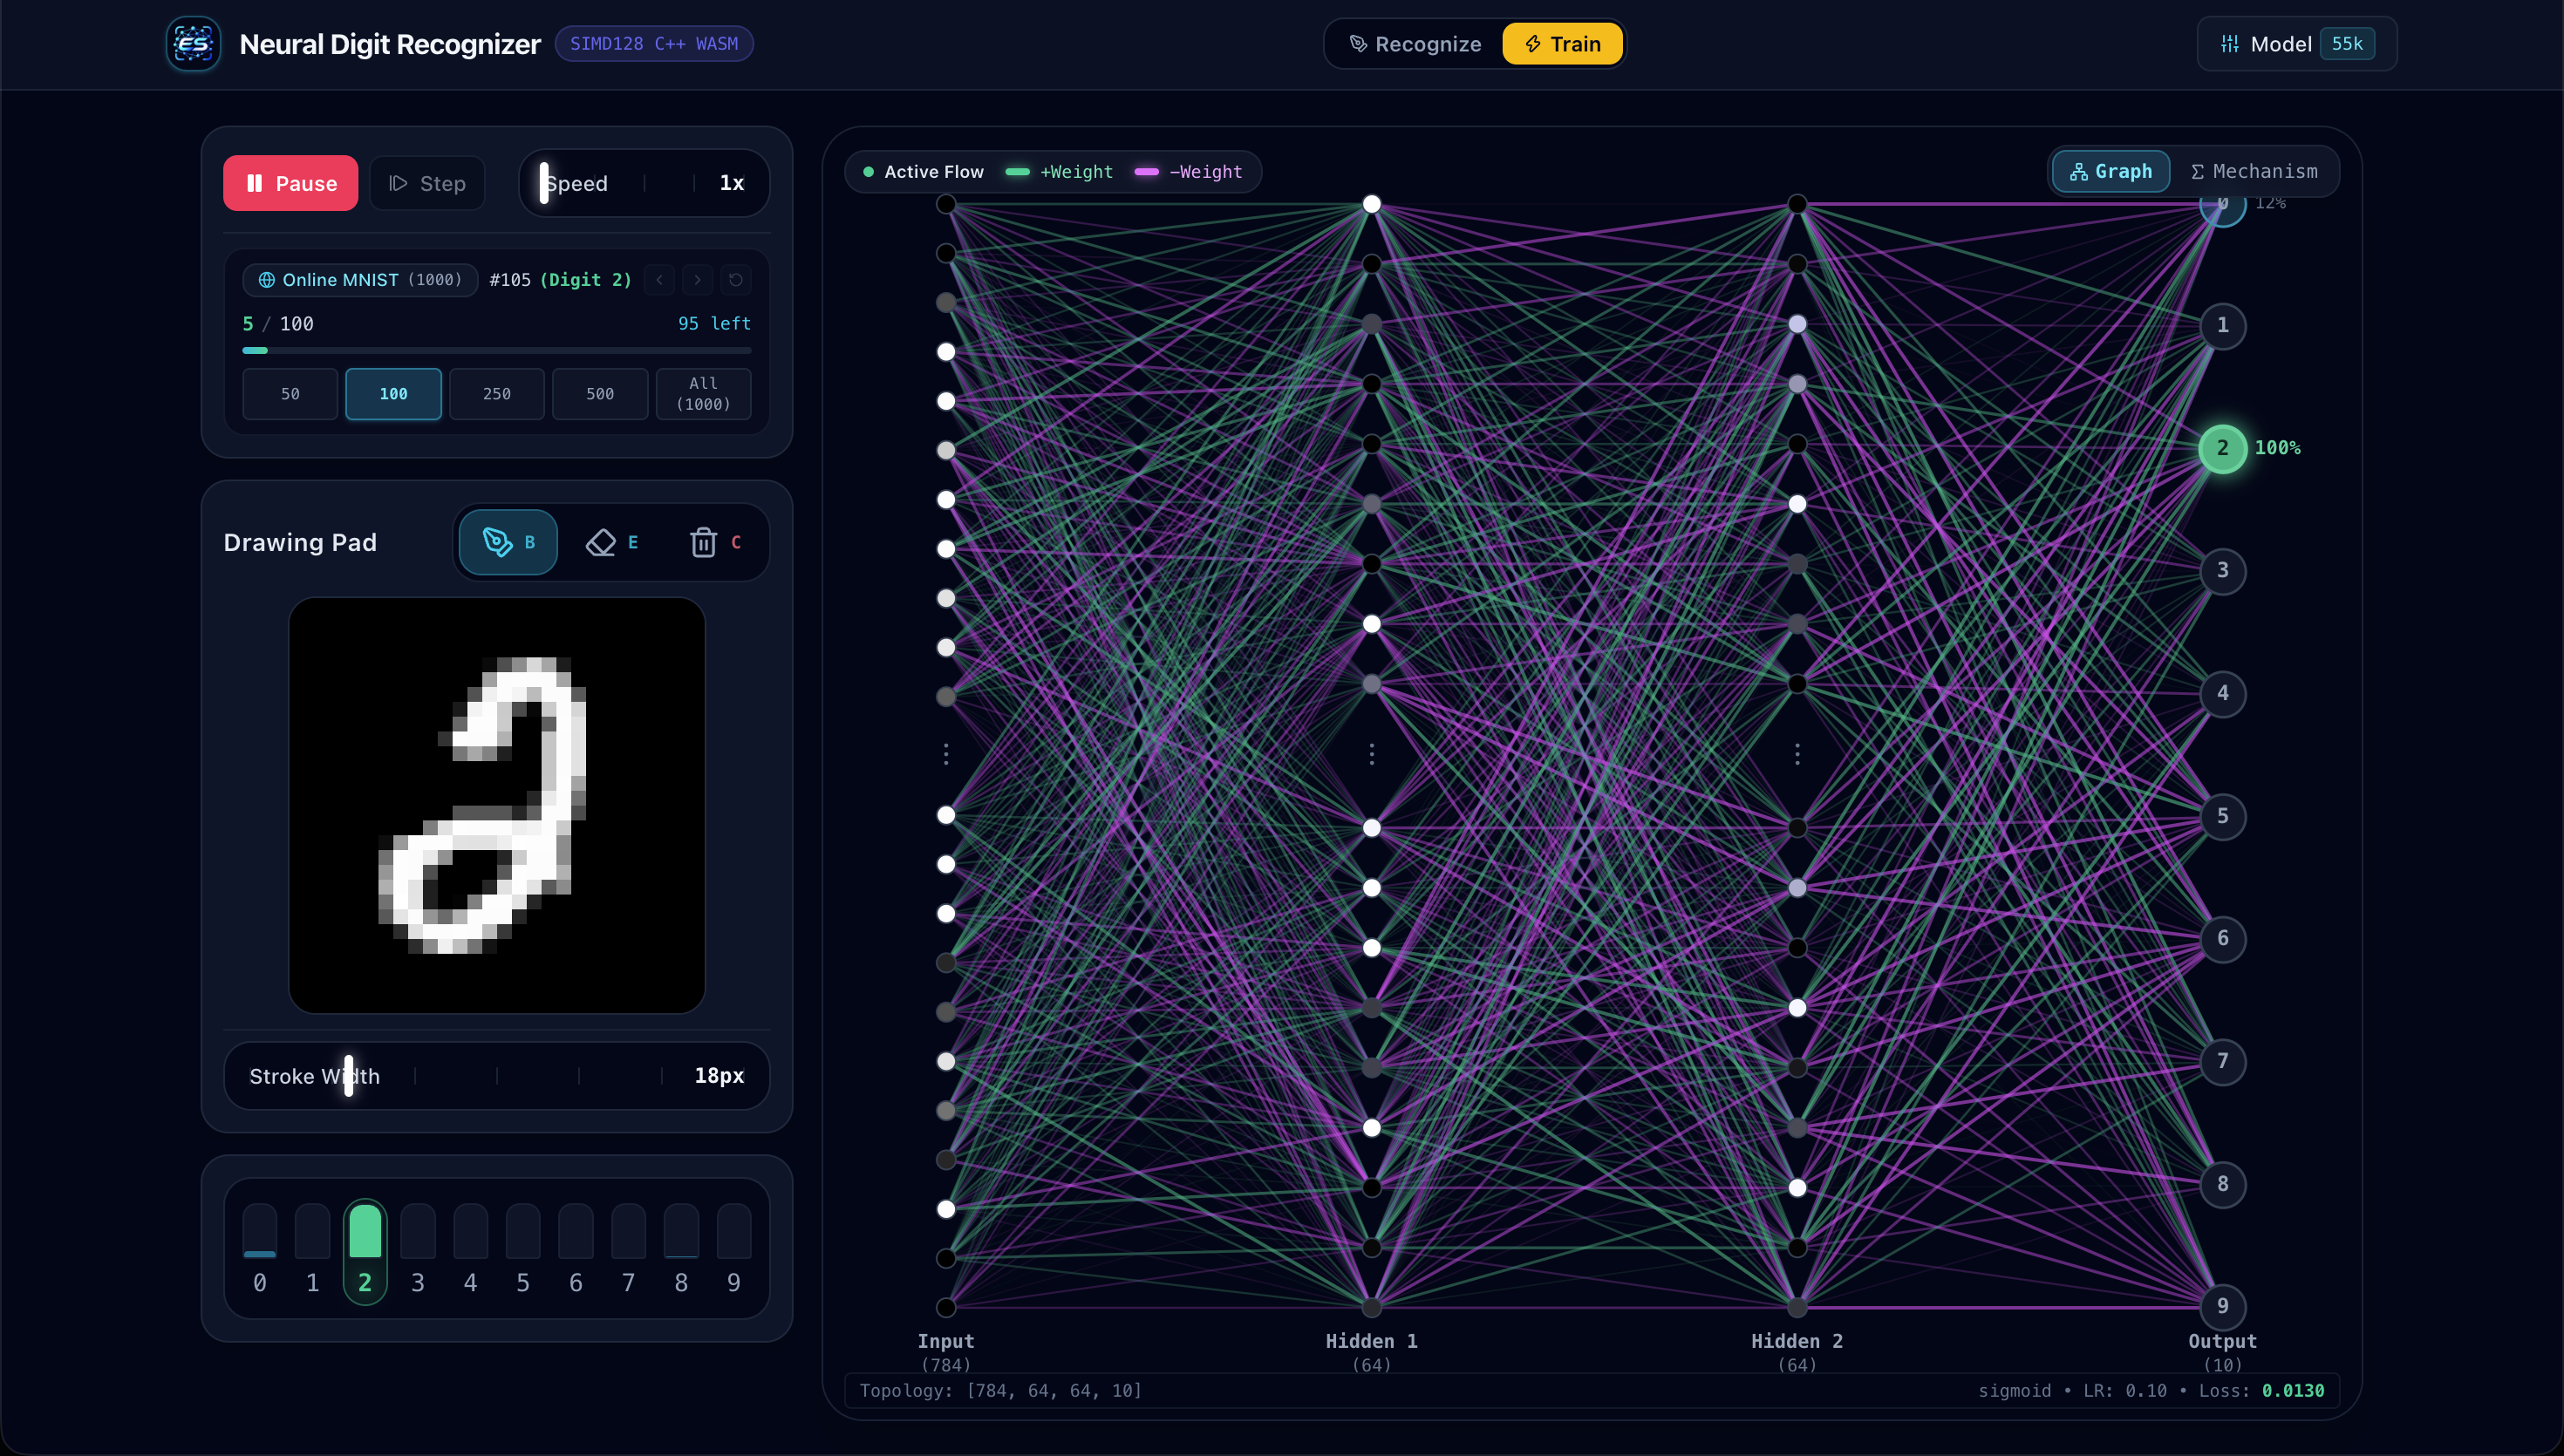 ES Neural Digit Recognizer SIMD128 C++ WASM Recognize Train Model 55k
Pause Step Speed 1x
Online MNIST (1000) #105 (Digit 2)
5 / 100 95 left
50 100 250 500 All (1000)
Drawing Pad B E C
Stroke Width 18px
0 1 2 3 4 5 6 7 8 9
Active Flow +Weight −Weight Graph Σ Mechanism
0 12%
1
2 100%
3
4
5
6
7
8
9
Input Hidden 1 Hidden 2 Output
(784) (64) (64) (10)
Topology: [784, 64, 64, 10] sigmoid • LR: 0.10 • Loss: 0.0130